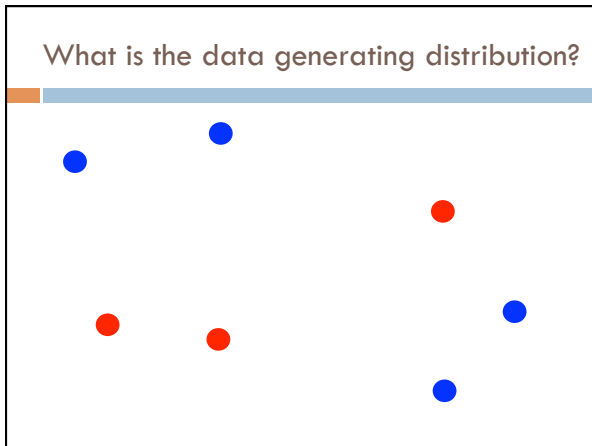 What is the data generating distribution?